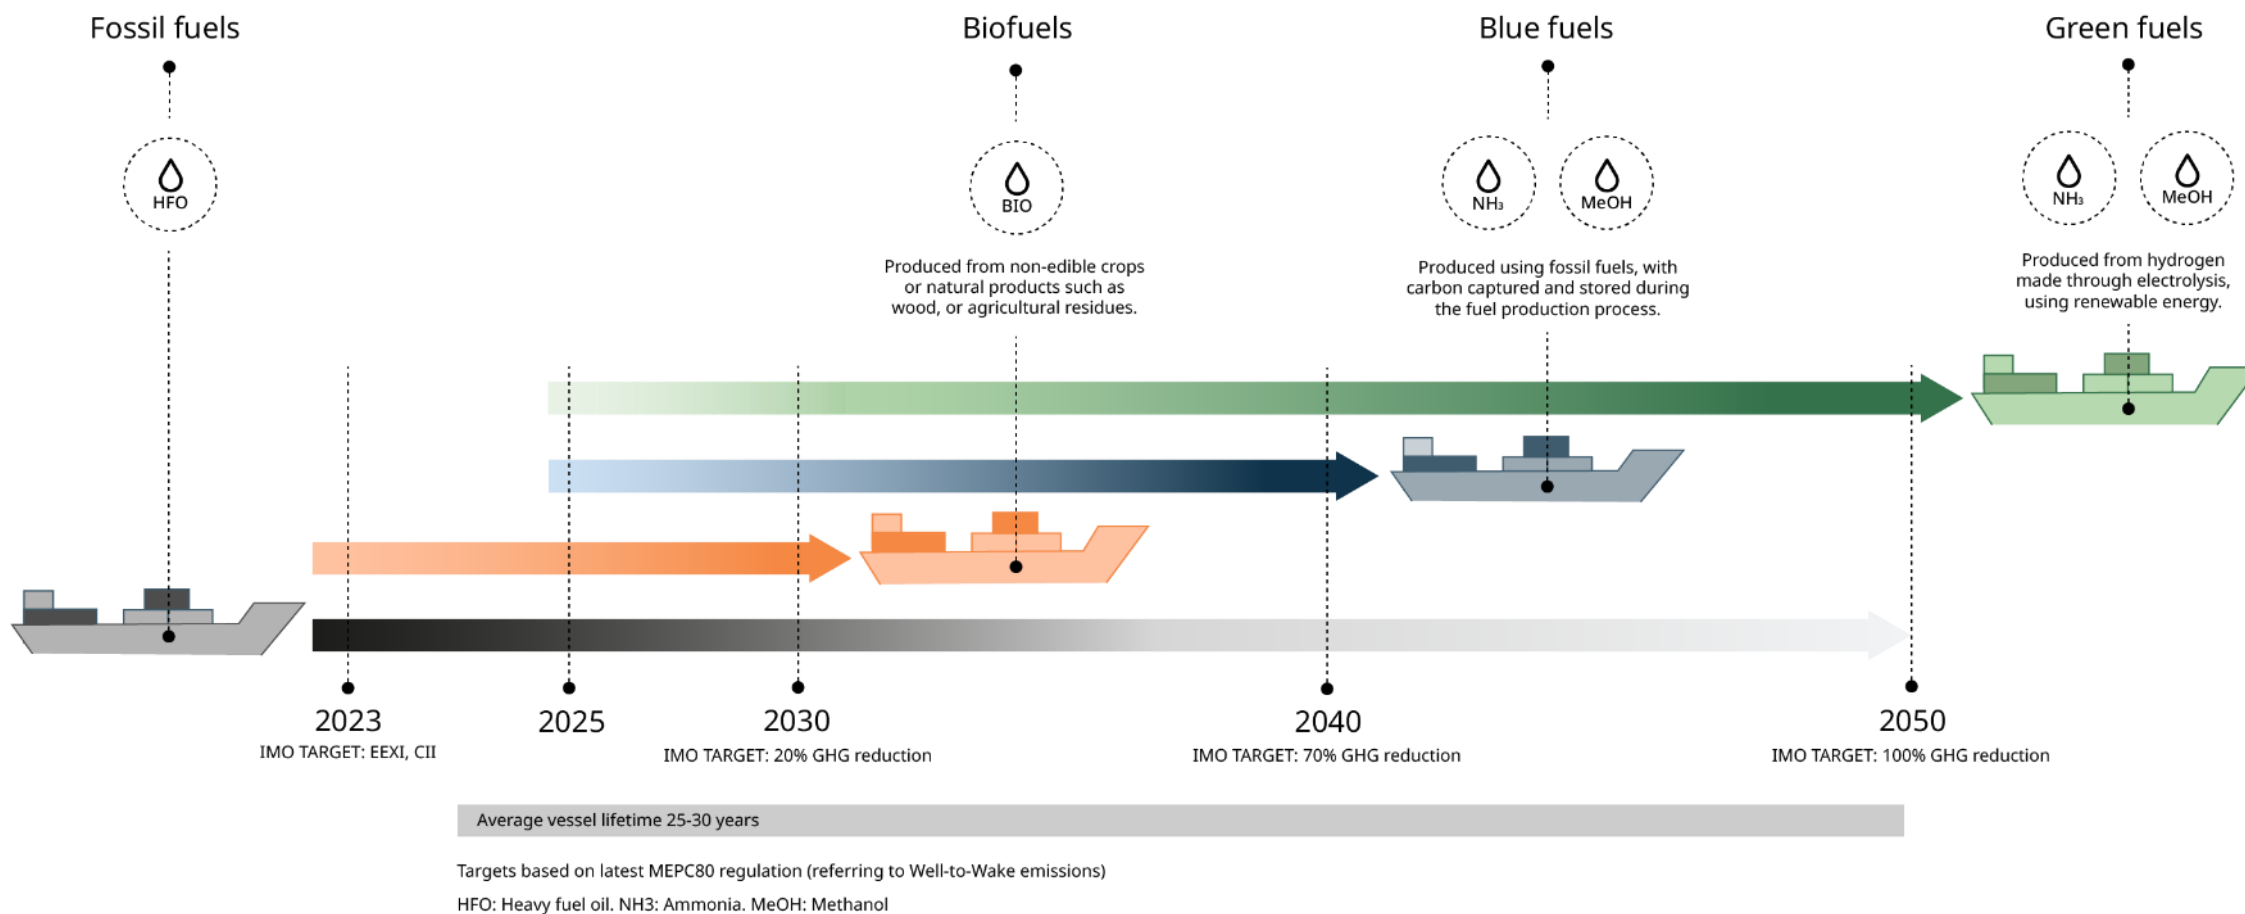 Fossil fuels
Biofuels
Blue fuels
Green fuels
HFO
BIO
NH₃
MeOH
NH₃
MeOH
Produced from non-edible crops
or natural products such as
wood, or agricultural residues.
Produced using fossil fuels, with
carbon captured and stored during
the fuel production process.
Produced from hydrogen
made through electrolysis,
using renewable energy.
2023
IMO TARGET: EEXI, CII
2025
2030
IMO TARGET: 20% GHG reduction
2040
IMO TARGET: 70% GHG reduction
2050
IMO TARGET: 100% GHG reduction
Average vessel lifetime 25-30 years
Targets based on latest MEPC80 regulation (referring to Well-to-Wake emissions)
HFO: Heavy fuel oil. NH3: Ammonia. MeOH: Methanol